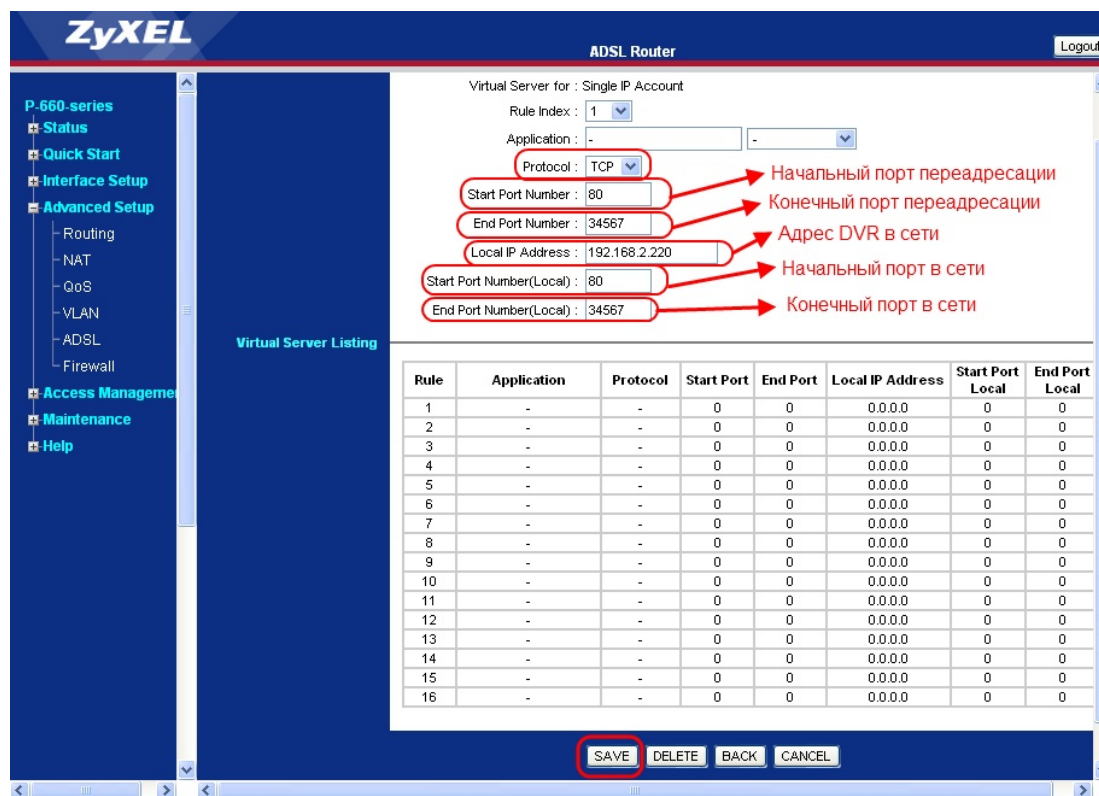 ZyXEL
ADSL Router
Logout
P-660-series
Status
Quick Start
Interface Setup
Advanced Setup
Routing
NAT
QoS
VLAN
ADSL
Firewall
Access Managemen
Maintenance
Help
Virtual Server for : Single IP Account
Rule Index : 1
Application : - -
Protocol : TCP
Start Port Number : 80
Начальный порт переадресации
End Port Number : 34567
Конечный порт переадресации
Local IP Address : 192.168.2.220
Адрес DVR в сети
Start Port Number(Local) : 80
Начальный порт в сети
End Port Number(Local) : 34567
Конечный порт в сети
Virtual Server Listing
Rule Application Protocol Start Port End Port Local IP Address Start Port Local End Port Local
1 - - 0 0 0.0.0.0 0 0
2 - - 0 0 0.0.0.0 0 0
3 - - 0 0 0.0.0.0 0 0
4 - - 0 0 0.0.0.0 0 0
5 - - 0 0 0.0.0.0 0 0
6 - - 0 0 0.0.0.0 0 0
7 - - 0 0 0.0.0.0 0 0
8 - - 0 0 0.0.0.0 0 0
9 - - 0 0 0.0.0.0 0 0
10 - - 0 0 0.0.0.0 0 0
11 - - 0 0 0.0.0.0 0 0
12 - - 0 0 0.0.0.0 0 0
13 - - 0 0 0.0.0.0 0 0
14 - - 0 0 0.0.0.0 0 0
15 - - 0 0 0.0.0.0 0 0
16 - - 0 0 0.0.0.0 0 0
SAVE DELETE BACK CANCEL